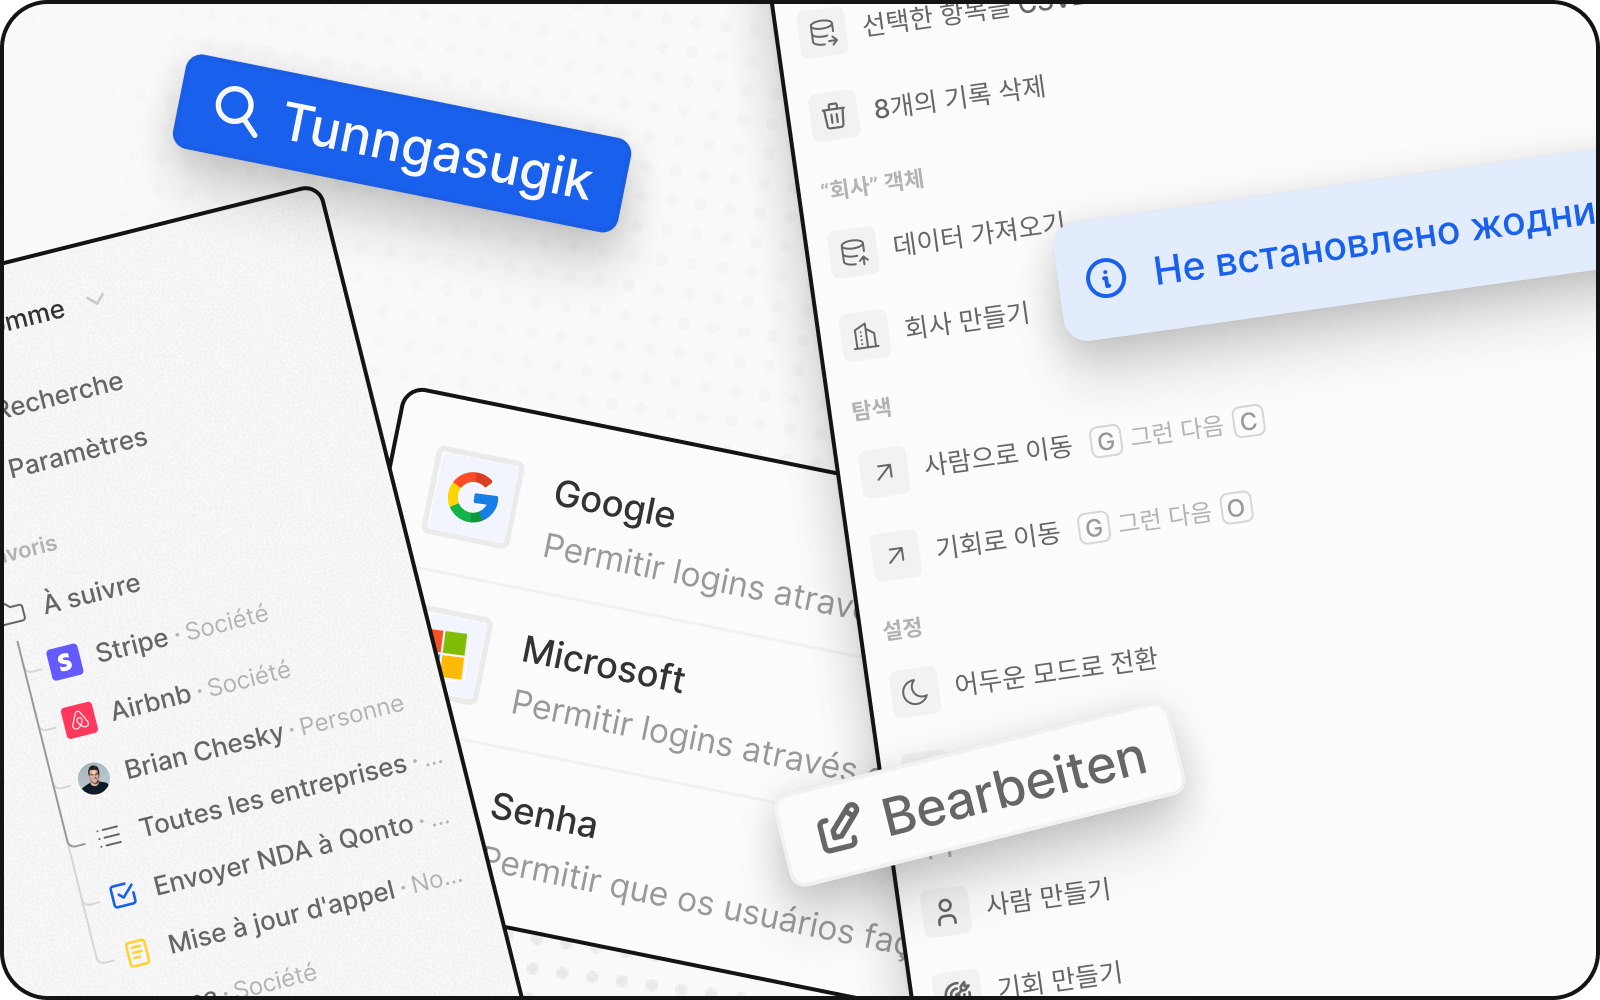 Tunngasugik
선택한 항목을
8개의 기록 삭제
“회사” 객체
데이터 가져오기
회사 만들기
탐색
사람으로 이동 G 그런 다음 C
기회로 이동 G 그런 다음 O
설정
어두운 모드로 전환
사람 만들기
기회 만들기
Не встановлено жодни
Bearbeiten
omme
Recherche
Paramètres
avoris
À suivre
Stripe · Société
Airbnb · Société
Brian Chesky · Personne
Toutes les entreprises · ...
Envoyer NDA à Qonto · ...
Mise à jour d'appel · No...
· Société
Google
Permitir logins atrav
Microsoft
Permitir logins através
Senha
Permitir que os usuários faç